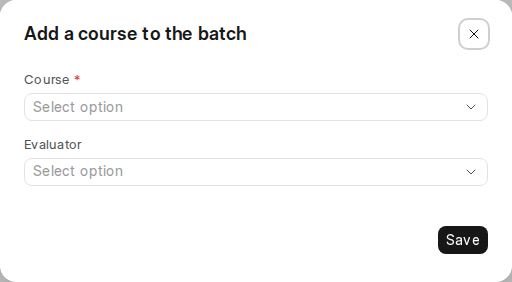 Add a course to the batch
Course *
Select option
Evaluator
Select option
Save